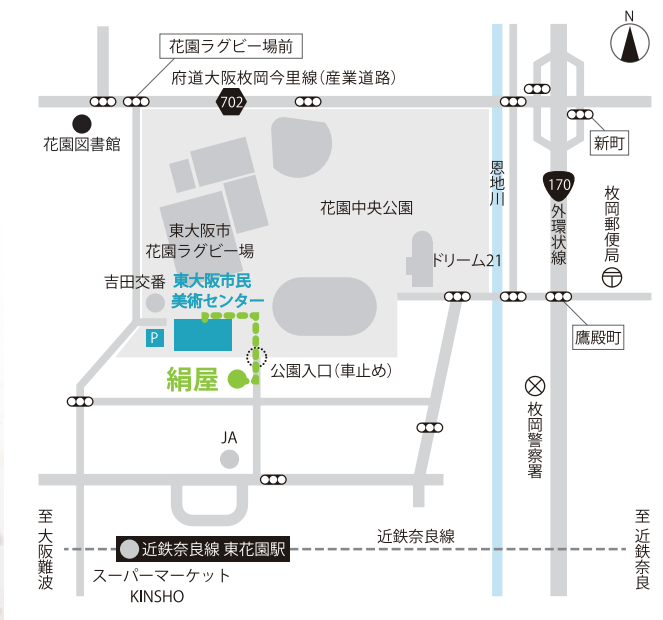 N
花園ラグビー場前
府道大阪枚岡今里線(産業道路)
702
花園図書館
新町
恩地川
170
外環状線
枚岡郵便局
花園中央公園
東大阪市
花園ラグビー場
ドリーム21
吉田交番
東大阪市民
美術センター
P
鷹殿町
公園入口(車止め)
絹屋
枚岡警察署
JA
至大阪難波
近鉄奈良線
至近鉄奈良
近鉄奈良線 東花園駅
スーパーマーケット
KINSHO